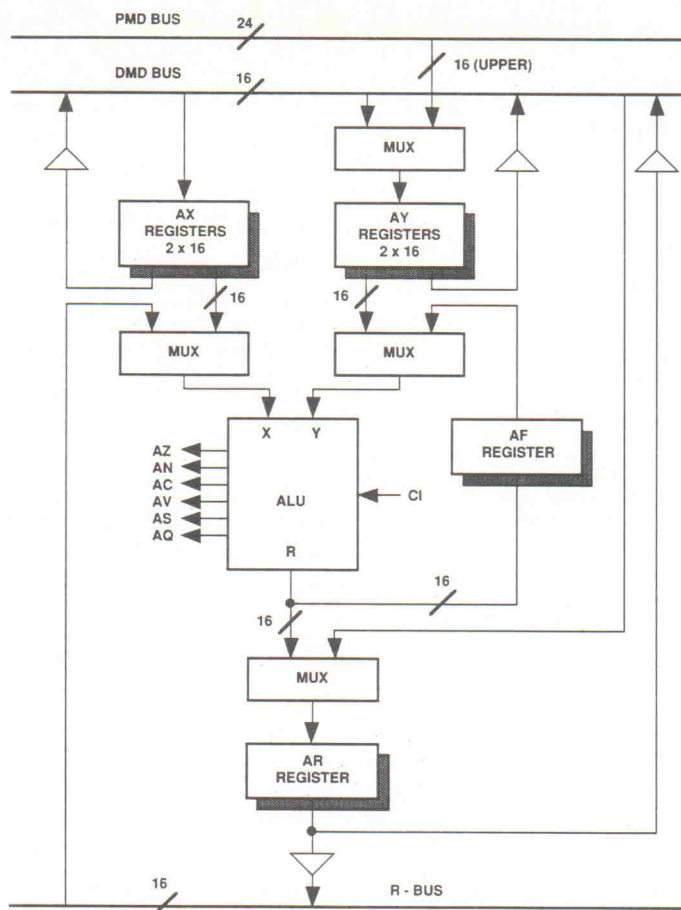 PMD BUS
24
DMD BUS
16
16 (UPPER)
MUX
AX
REGISTERS
2 x 16
AY
REGISTERS
2 x 16
16
16
MUX
MUX
X
Y
AF
REGISTER
AZ
AN
AC
AV
AS
AQ
ALU
CI
R
16
16
MUX
AR
REGISTER
16
R - BUS